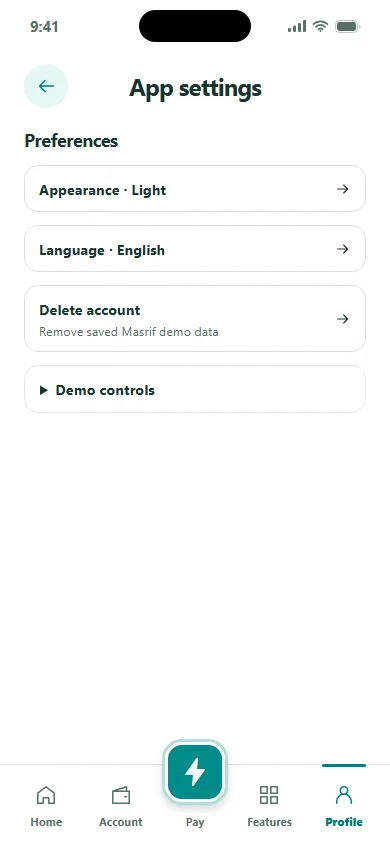 9:41
App settings
Preferences
Appearance · Light
Language · English
Delete account
Remove saved Masrif demo data
Demo controls
Home
Account
Pay
Features
Profile